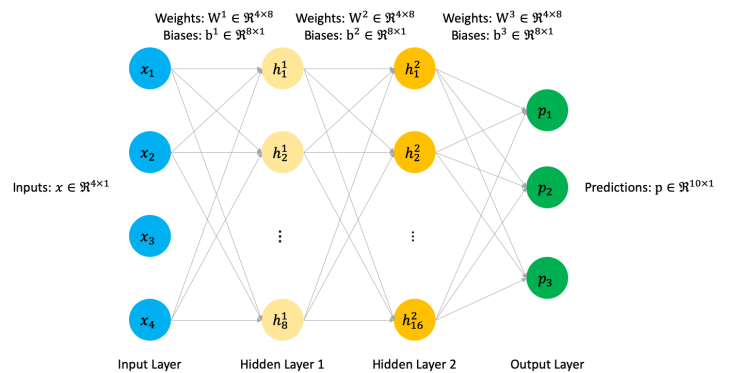 Weights: W¹ ∈ ℜ⁴ˣ⁸ Weights: W² ∈ ℜ⁴ˣ⁸ Weights: W³ ∈ ℜ⁴ˣ⁸
Biases: b¹ ∈ ℜ⁸ˣ¹ Biases: b² ∈ ℜ⁸ˣ¹ Biases: b³ ∈ ℜ⁸ˣ¹
x₁ h₁¹ h₁²
p₁
x₂ h₂¹ h₂²
Inputs: x ∈ ℜ⁴ˣ¹ p₂ Predictions: p ∈ ℜ¹⁰ˣ¹
x₃ ⋮ ⋮
p₃
x₄ h₈¹ h₁₆²
Input Layer Hidden Layer 1 Hidden Layer 2 Output Layer